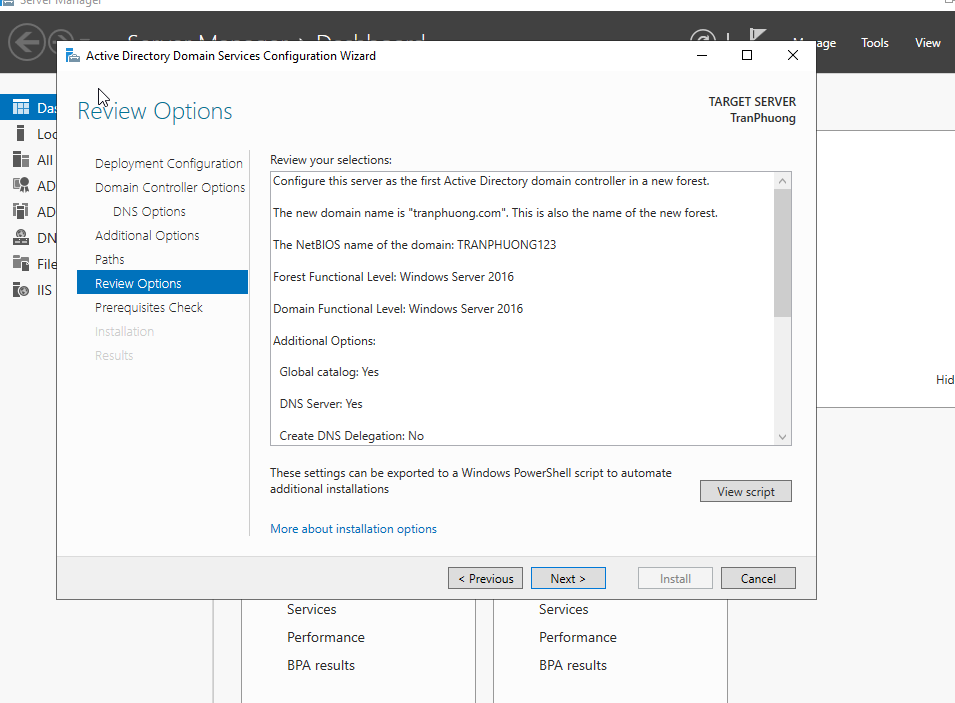 Server Manager
Server Manager › Dashboard
Manage
Tools
View
Active Directory Domain Services Configuration Wizard
Review Options
TARGET SERVER
TranPhuong
Das
Loc
All
AD
AD
DN
File
IIS
Deployment Configuration
Domain Controller Options
DNS Options
Additional Options
Paths
Review Options
Prerequisites Check
Installation
Results
Review your selections:
Configure this server as the first Active Directory domain controller in a new forest.
The new domain name is "tranphuong.com". This is also the name of the new forest.
The NetBIOS name of the domain: TRANPHUONG123
Forest Functional Level: Windows Server 2016
Domain Functional Level: Windows Server 2016
Additional Options:
Global catalog: Yes
DNS Server: Yes
Create DNS Delegation: No
These settings can be exported to a Windows PowerShell script to automate
additional installations
View script
More about installation options
< Previous
Next >
Install
Cancel
Hid
Services
Performance
BPA results
Services
Performance
BPA results